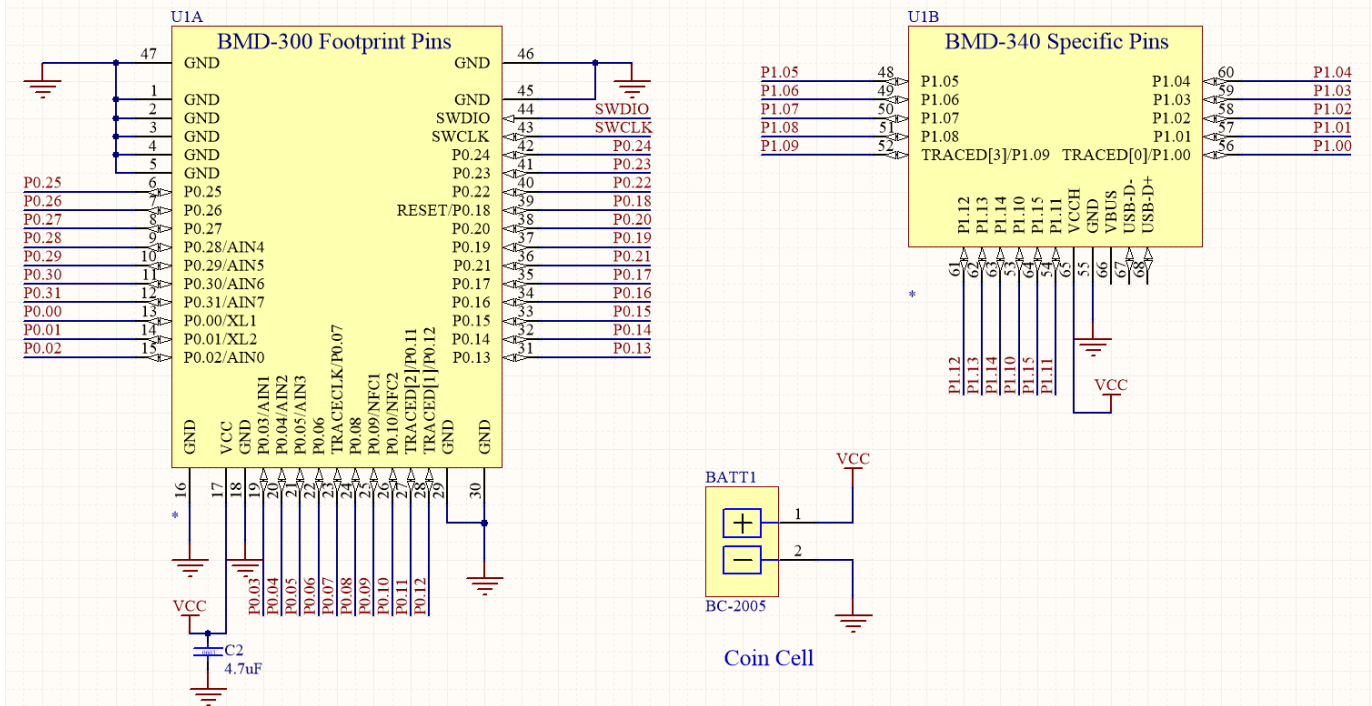 U1A
BMD-300 Footprint Pins
47 GND
1 GND
2 GND
3 GND
4 GND
5 GND
P0.25 6 P0.25
P0.26 7 P0.26
P0.27 8 P0.27
P0.28 9 P0.28/AIN4
P0.29 10 P0.29/AIN5
P0.30 11 P0.30/AIN6
P0.31 12 P0.31/AIN7
P0.00 13 P0.00/XL1
P0.01 14 P0.01/XL2
P0.02 15 P0.02/AIN0
GND 46
GND 45
SWDIO 44 SWDIO
SWCLK 43 SWCLK
P0.24 42 P0.24
P0.23 41 P0.23
P0.22 40 P0.22
RESET/P0.18 39 P0.18
P0.20 38 P0.20
P0.19 37 P0.19
P0.21 36 P0.21
P0.17 35 P0.17
P0.16 34 P0.16
P0.15 33 P0.15
P0.14 32 P0.14
P0.13 31 P0.13
GND 16
VCC 17
GND 18
P0.03/AIN1 19 P0.03
P0.04/AIN2 20 P0.04
P0.05/AIN3 21 P0.05
P0.06 22 P0.06
TRACECLK/P0.07 23 P0.07
P0.08 24 P0.08
P0.09/NFC1 25 P0.09
P0.10/NFC2 26 P0.10
TRACED[2]/P0.11 27 P0.11
TRACED[1]/P0.12 28 P0.12
GND 29
GND 30
*
VCC
C2
4.7uF
U1B
BMD-340 Specific Pins
P1.05 48 P1.05
P1.06 49 P1.06
P1.07 50 P1.07
P1.08 51 P1.08
P1.09 52 TRACED[3]/P1.09
P1.04 60 P1.04
P1.03 59 P1.03
P1.02 58 P1.02
P1.01 57 P1.01
TRACED[0]/P1.00 56 P1.00
P1.12 61 P1.12
P1.13 62 P1.13
P1.14 63 P1.14
P1.10 53 P1.10
P1.15 64 P1.15
P1.11 54 P1.11
VCCH 65
GND 55
VBUS 66
USB-D- 67
USB-D+ 68
*
VCC
BATT1
VCC
+ 1
- 2
BC-2005
Coin Cell